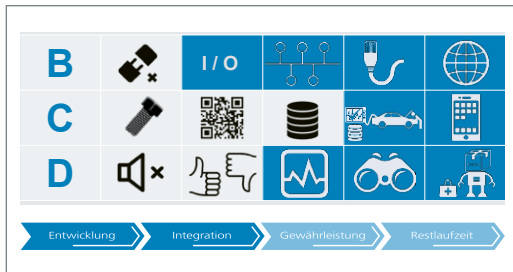 B
I / O
C
D
Entwicklung
Integration
Gewährleistung
Restlaufzeit